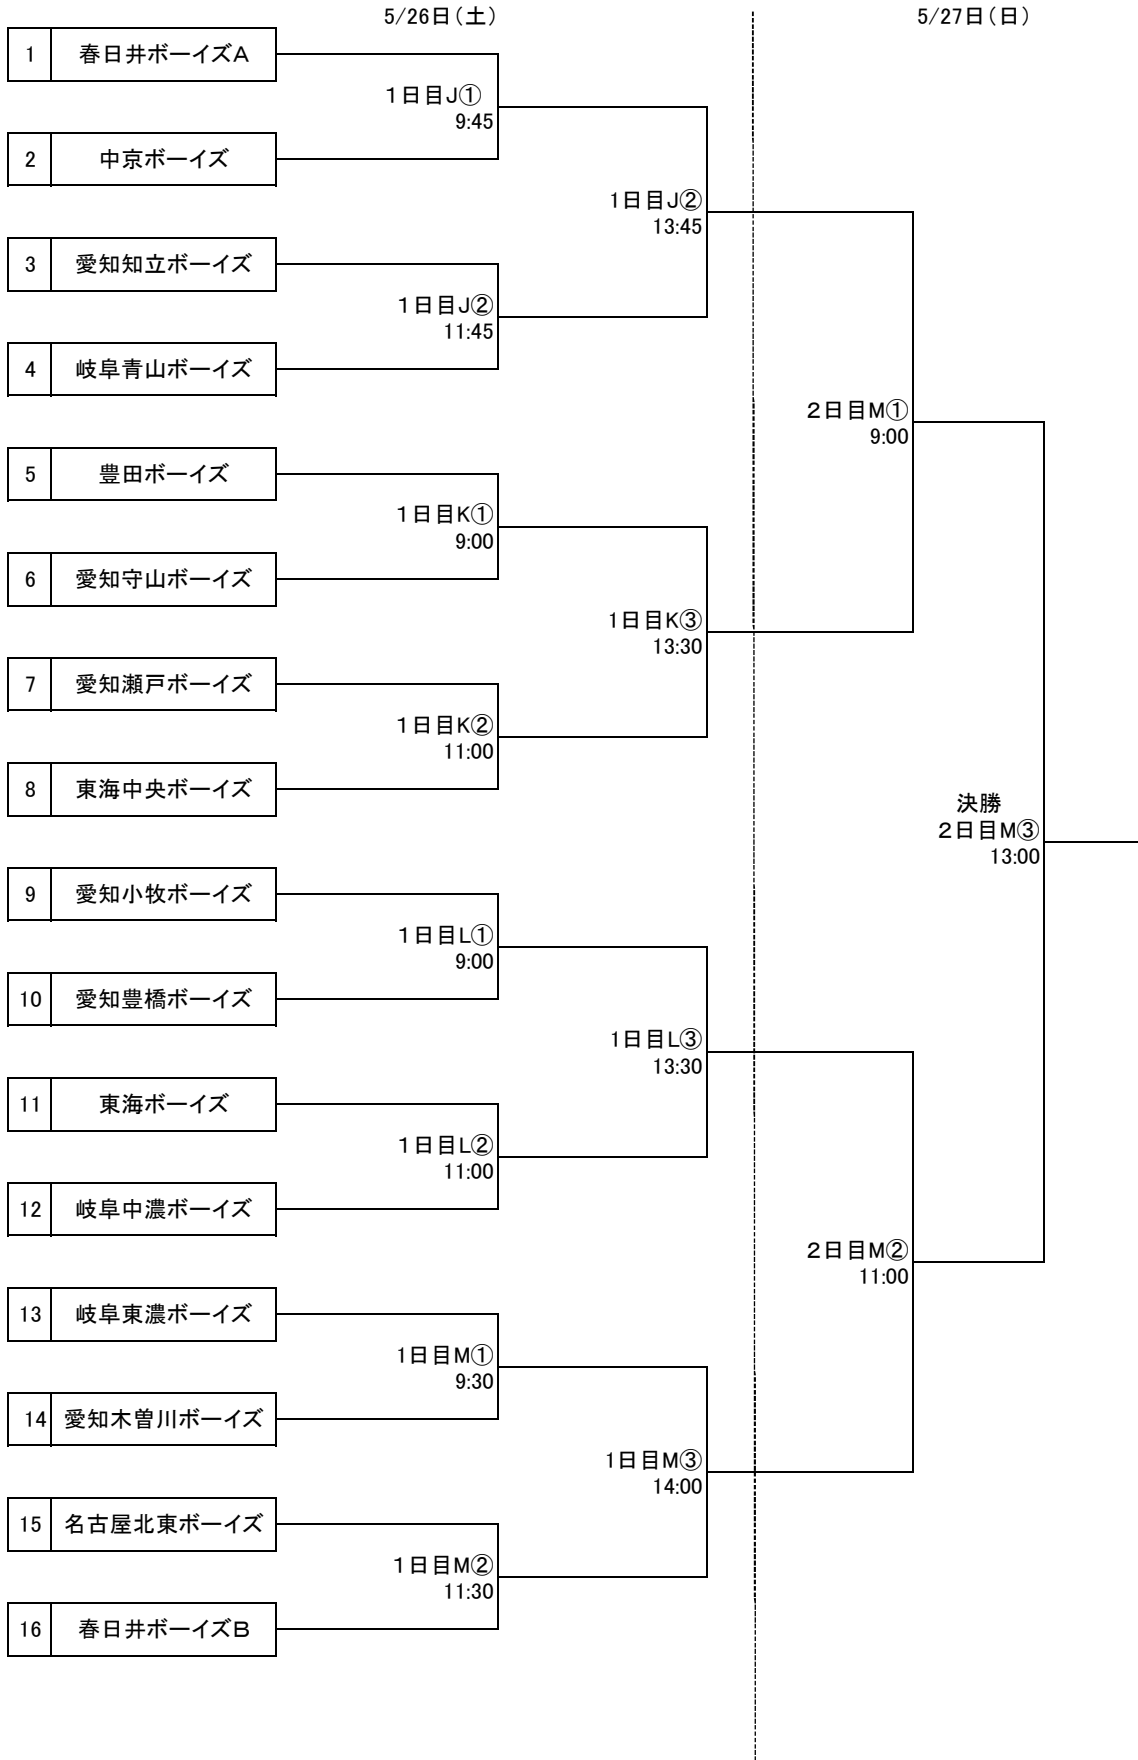 5/26日(土)
5/27日(日)
1 春日井ボーイズA
1日目J①
9:45
2 中京ボーイズ
1日目J②
13:45
3 愛知知立ボーイズ
1日目J②
11:45
4 岐阜青山ボーイズ
2日目M①
9:00
5 豊田ボーイズ
1日目K①
9:00
6 愛知守山ボーイズ
1日目K③
13:30
7 愛知瀬戸ボーイズ
1日目K②
11:00
8 東海中央ボーイズ
決勝
2日目M③
13:00
9 愛知小牧ボーイズ
1日目L①
9:00
10 愛知豊橋ボーイズ
1日目L③
13:30
11 東海ボーイズ
1日目L②
11:00
12 岐阜中濃ボーイズ
2日目M②
11:00
13 岐阜東濃ボーイズ
1日目M①
9:30
14 愛知木曽川ボーイズ
1日目M③
14:00
15 名古屋北東ボーイズ
1日目M②
11:30
16 春日井ボーイズB